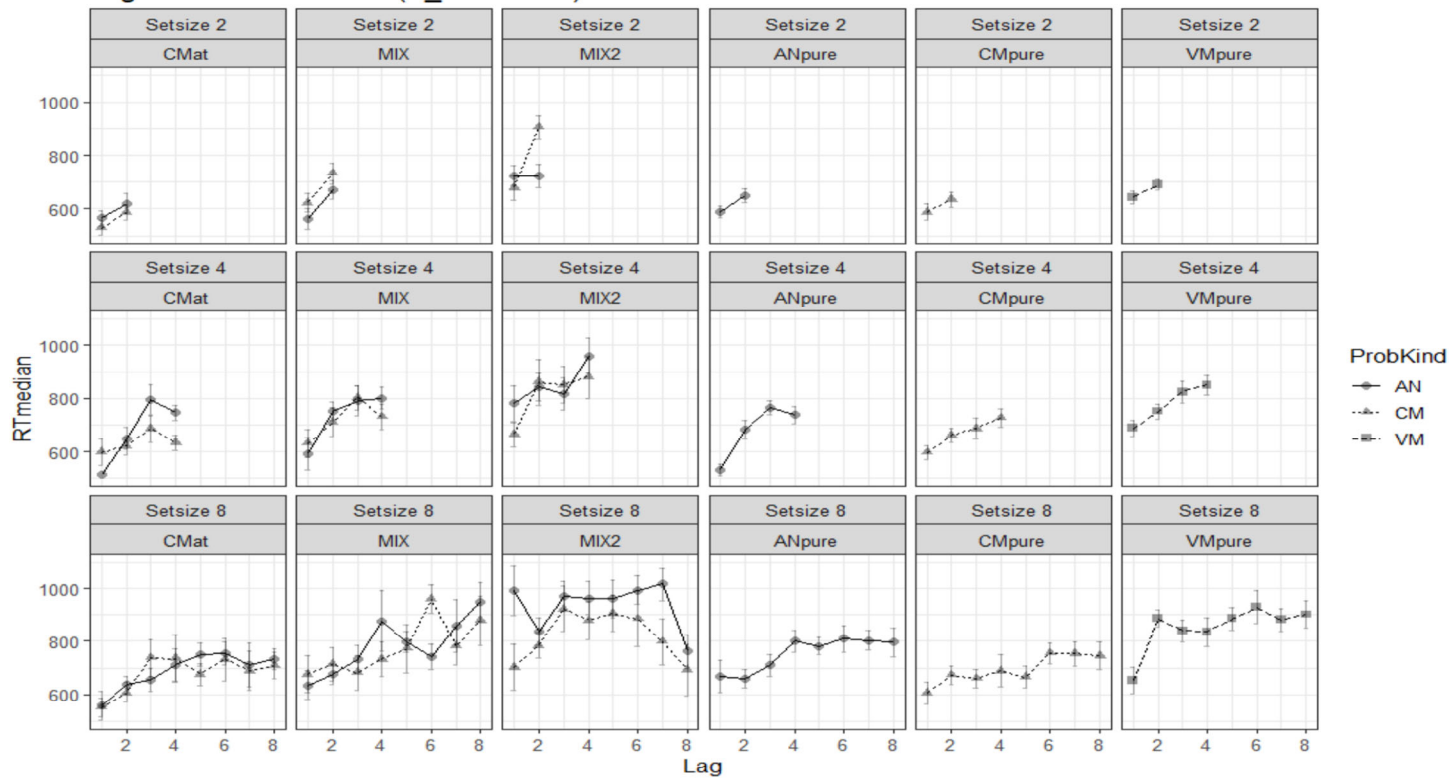 Setsize 2 Setsize 2 Setsize 2 Setsize 2 Setsize 2 Setsize 2
CMat MIX MIX2 ANpure CMpure VMpure
1000
800
600
Setsize 4 Setsize 4 Setsize 4 Setsize 4 Setsize 4 Setsize 4
CMat MIX MIX2 ANpure CMpure VMpure
1000
800
600
RTmedian
ProbKind
AN
CM
VM
Setsize 8 Setsize 8 Setsize 8 Setsize 8 Setsize 8 Setsize 8
CMat MIX MIX2 ANpure CMpure VMpure
1000
800
600
2 4 6 8 2 4 6 8 2 4 6 8 2 4 6 8 2 4 6 8 2 4 6 8
Lag